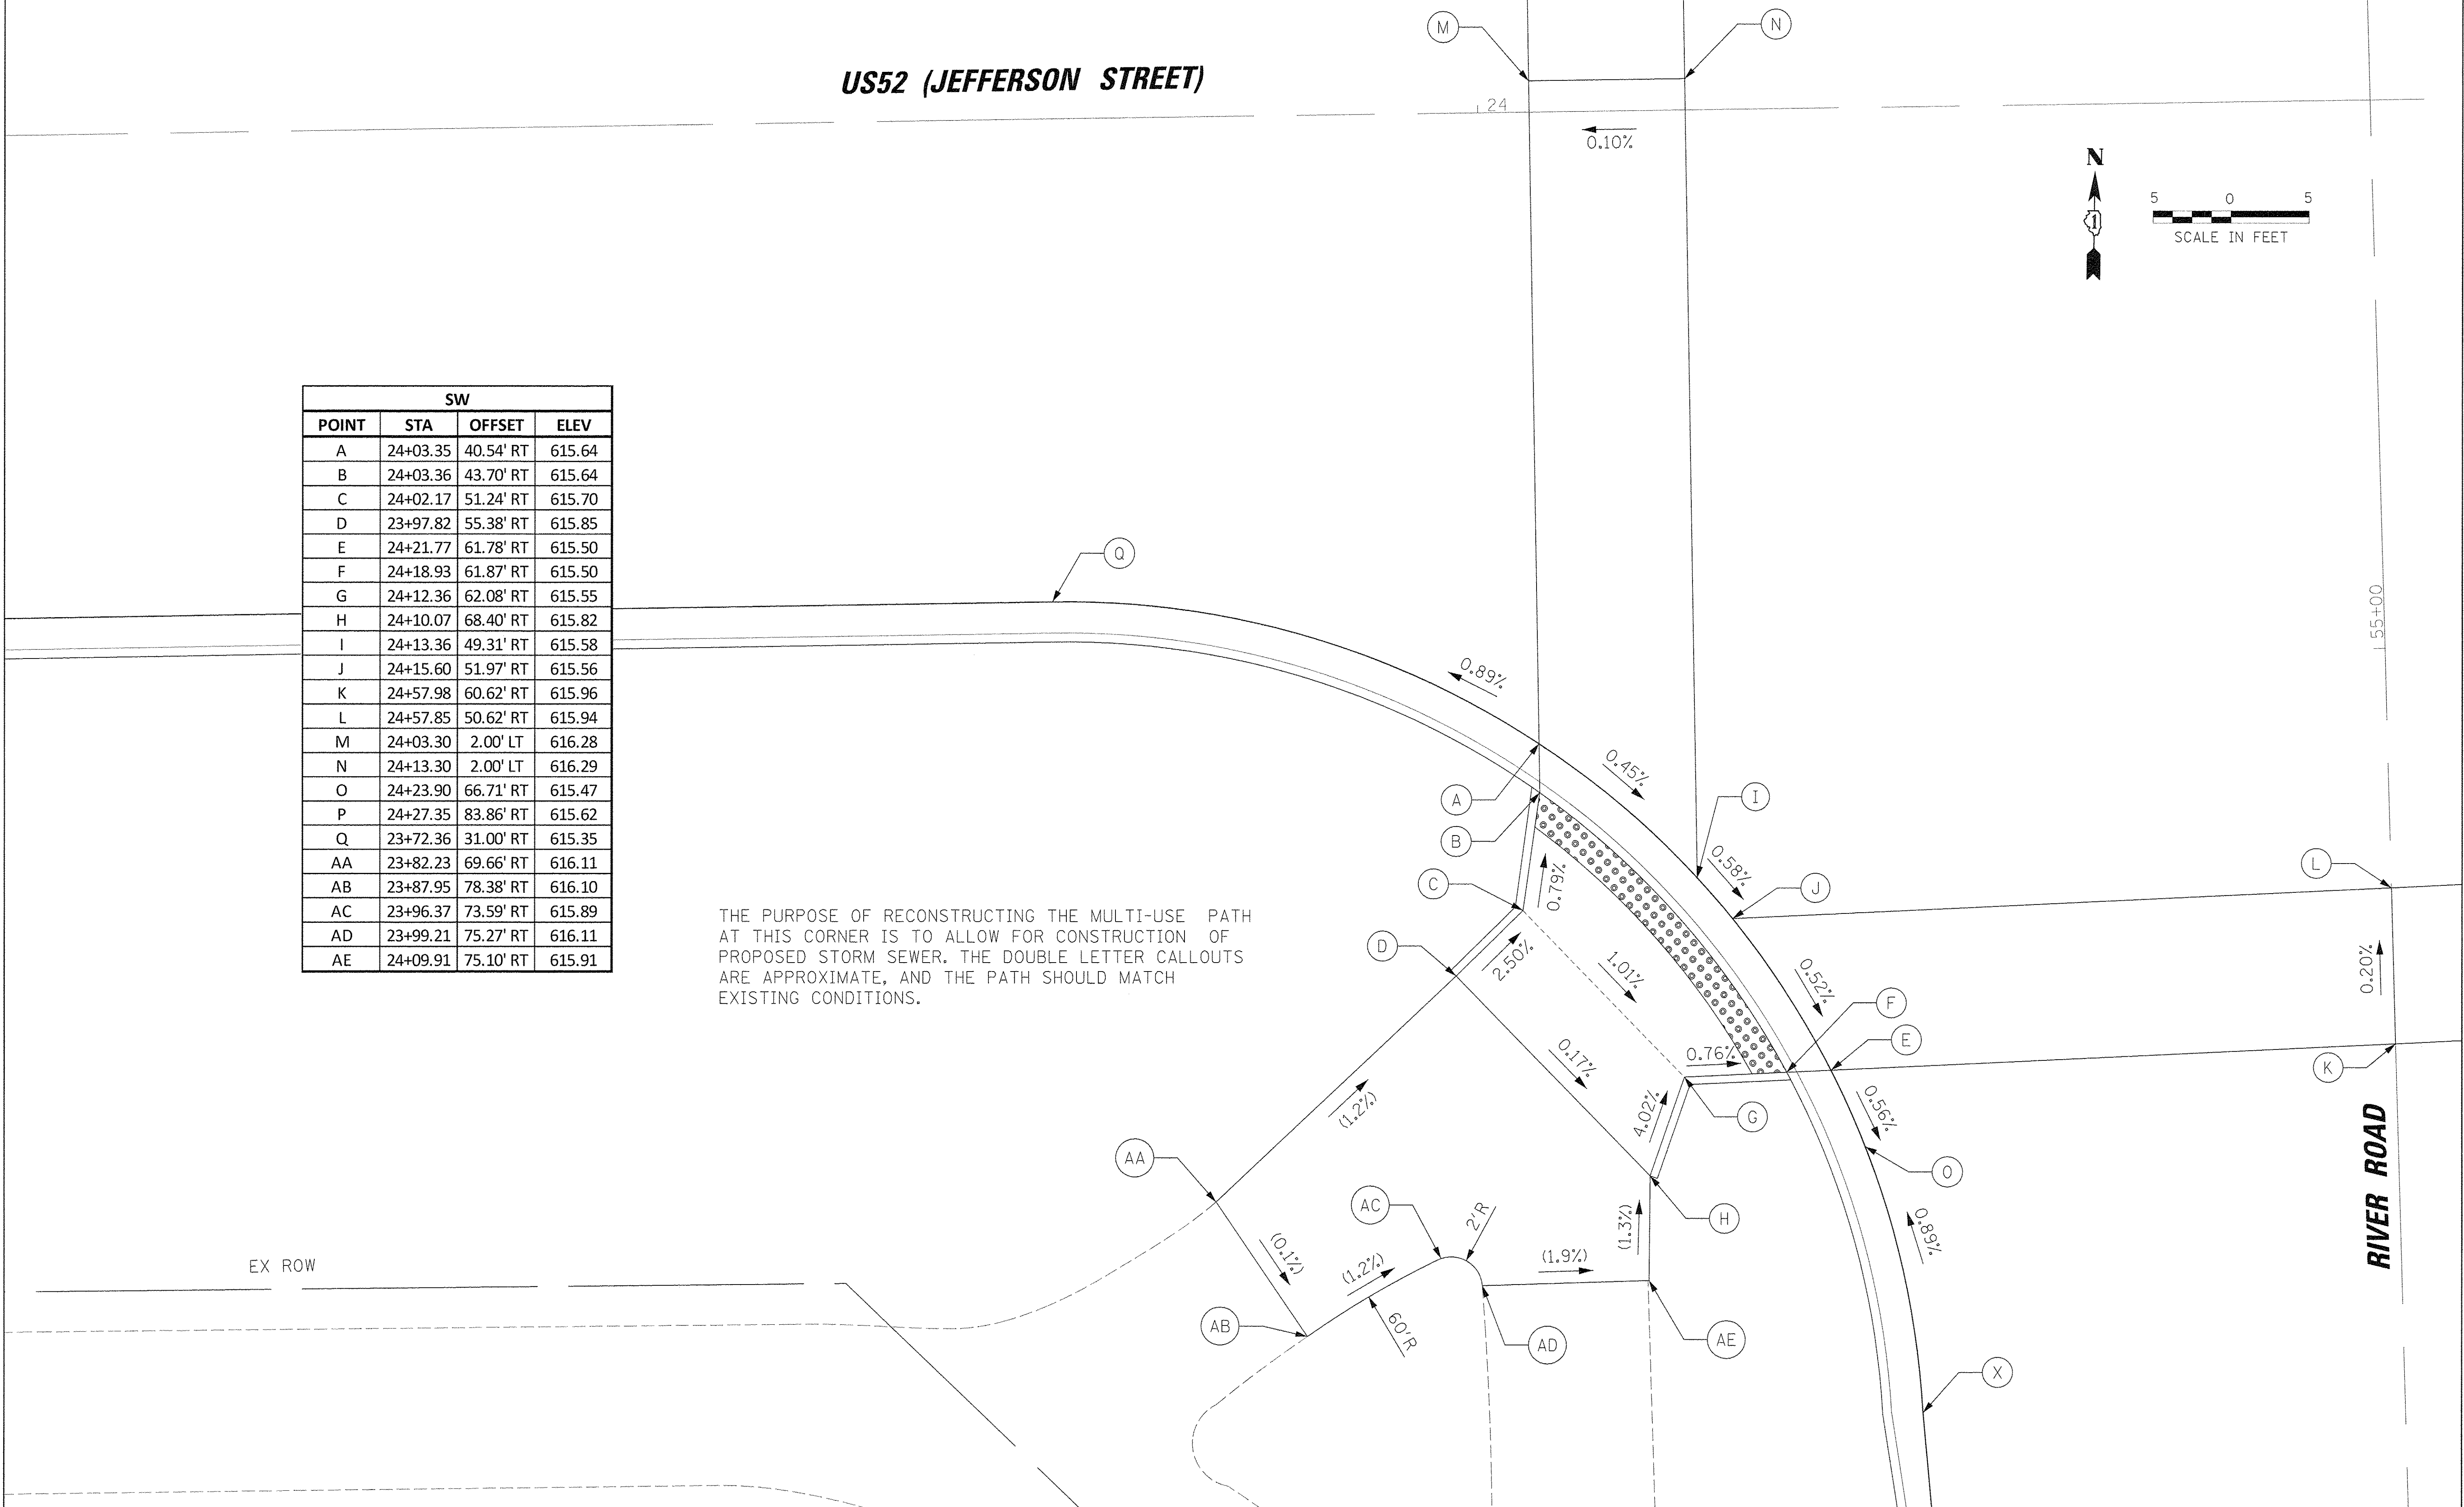 M
N
US52 (JEFFERSON STREET)
24
0.10%
N
1
5 0 5
SCALE IN FEET
SW
POINT STA OFFSET ELEV
A 24+03.35 40.54' RT 615.64
B 24+03.36 43.70' RT 615.64
C 24+02.17 51.24' RT 615.70
D 23+97.82 55.38' RT 615.85
E 24+21.77 61.78' RT 615.50
F 24+18.93 61.87' RT 615.50
G 24+12.36 62.08' RT 615.55
H 24+10.07 68.40' RT 615.82
I 24+13.36 49.31' RT 615.58
J 24+15.60 51.97' RT 615.56
K 24+57.98 60.62' RT 615.96
L 24+57.85 50.62' RT 615.94
M 24+03.30 2.00' LT 616.28
N 24+13.30 2.00' LT 616.29
O 24+23.90 66.71' RT 615.47
P 24+27.35 83.86' RT 615.62
Q 23+72.36 31.00' RT 615.35
AA 23+82.23 69.66' RT 616.11
AB 23+87.95 78.38' RT 616.10
AC 23+96.37 73.59' RT 615.89
AD 23+99.21 75.27' RT 616.11
AE 24+09.91 75.10' RT 615.91
Q
55+00
0.89%
0.45%
A
I
B
0.58%
L
C
0.79%
J
THE PURPOSE OF RECONSTRUCTING THE MULTI-USE PATH
AT THIS CORNER IS TO ALLOW FOR CONSTRUCTION OF
PROPOSED STORM SEWER. THE DOUBLE LETTER CALLOUTS
ARE APPROXIMATE, AND THE PATH SHOULD MATCH
EXISTING CONDITIONS.
D
2.50%
1.01%
0.52%
0.20%
F
E
0.17%
0.76%
K
(1.2%)
4.02%
G
0.56%
RIVER ROAD
AA
O
AC
2'R
(1.3%)
H
0.89%
EX ROW
(0.1%)
(1.2%)
(1.9%)
AB
60'R
AD
AE
X